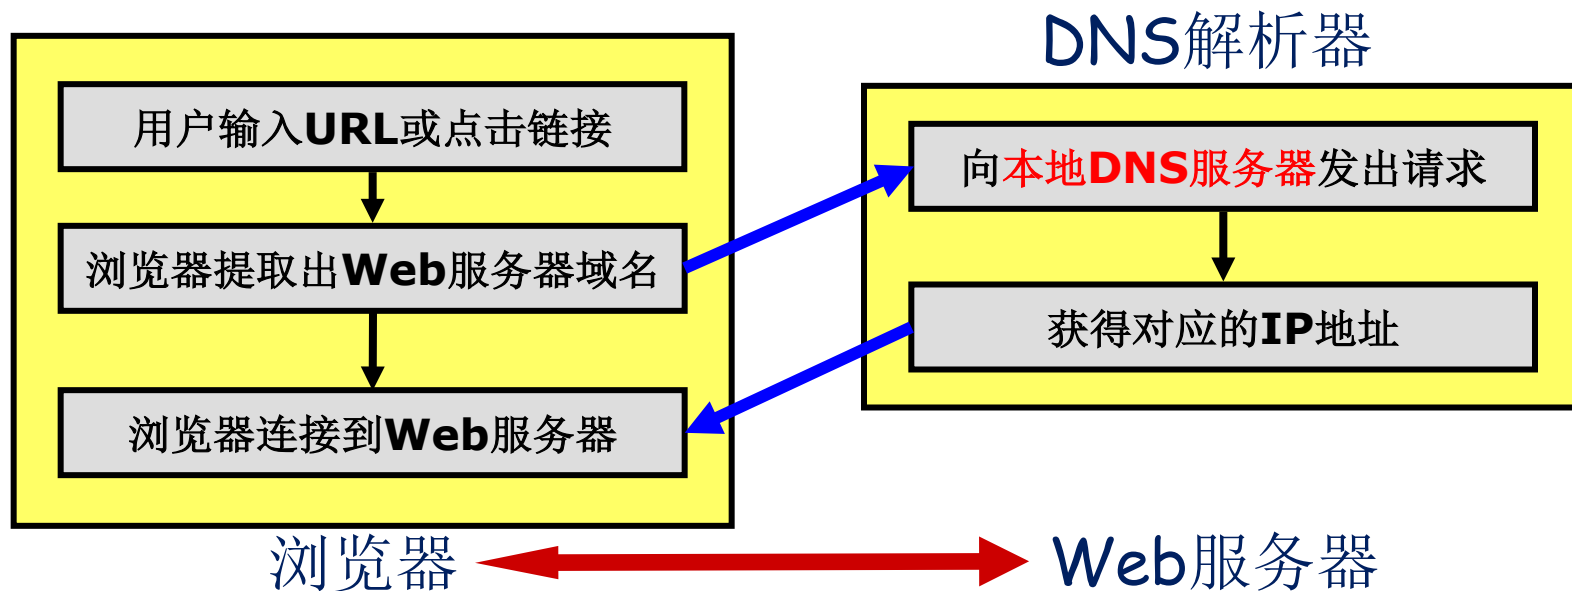 DNS解析器
用户输入URL或点击链接
浏览器提取出Web服务器域名
浏览器连接到Web服务器
向本地DNS服务器发出请求
获得对应的IP地址
浏览器
Web服务器